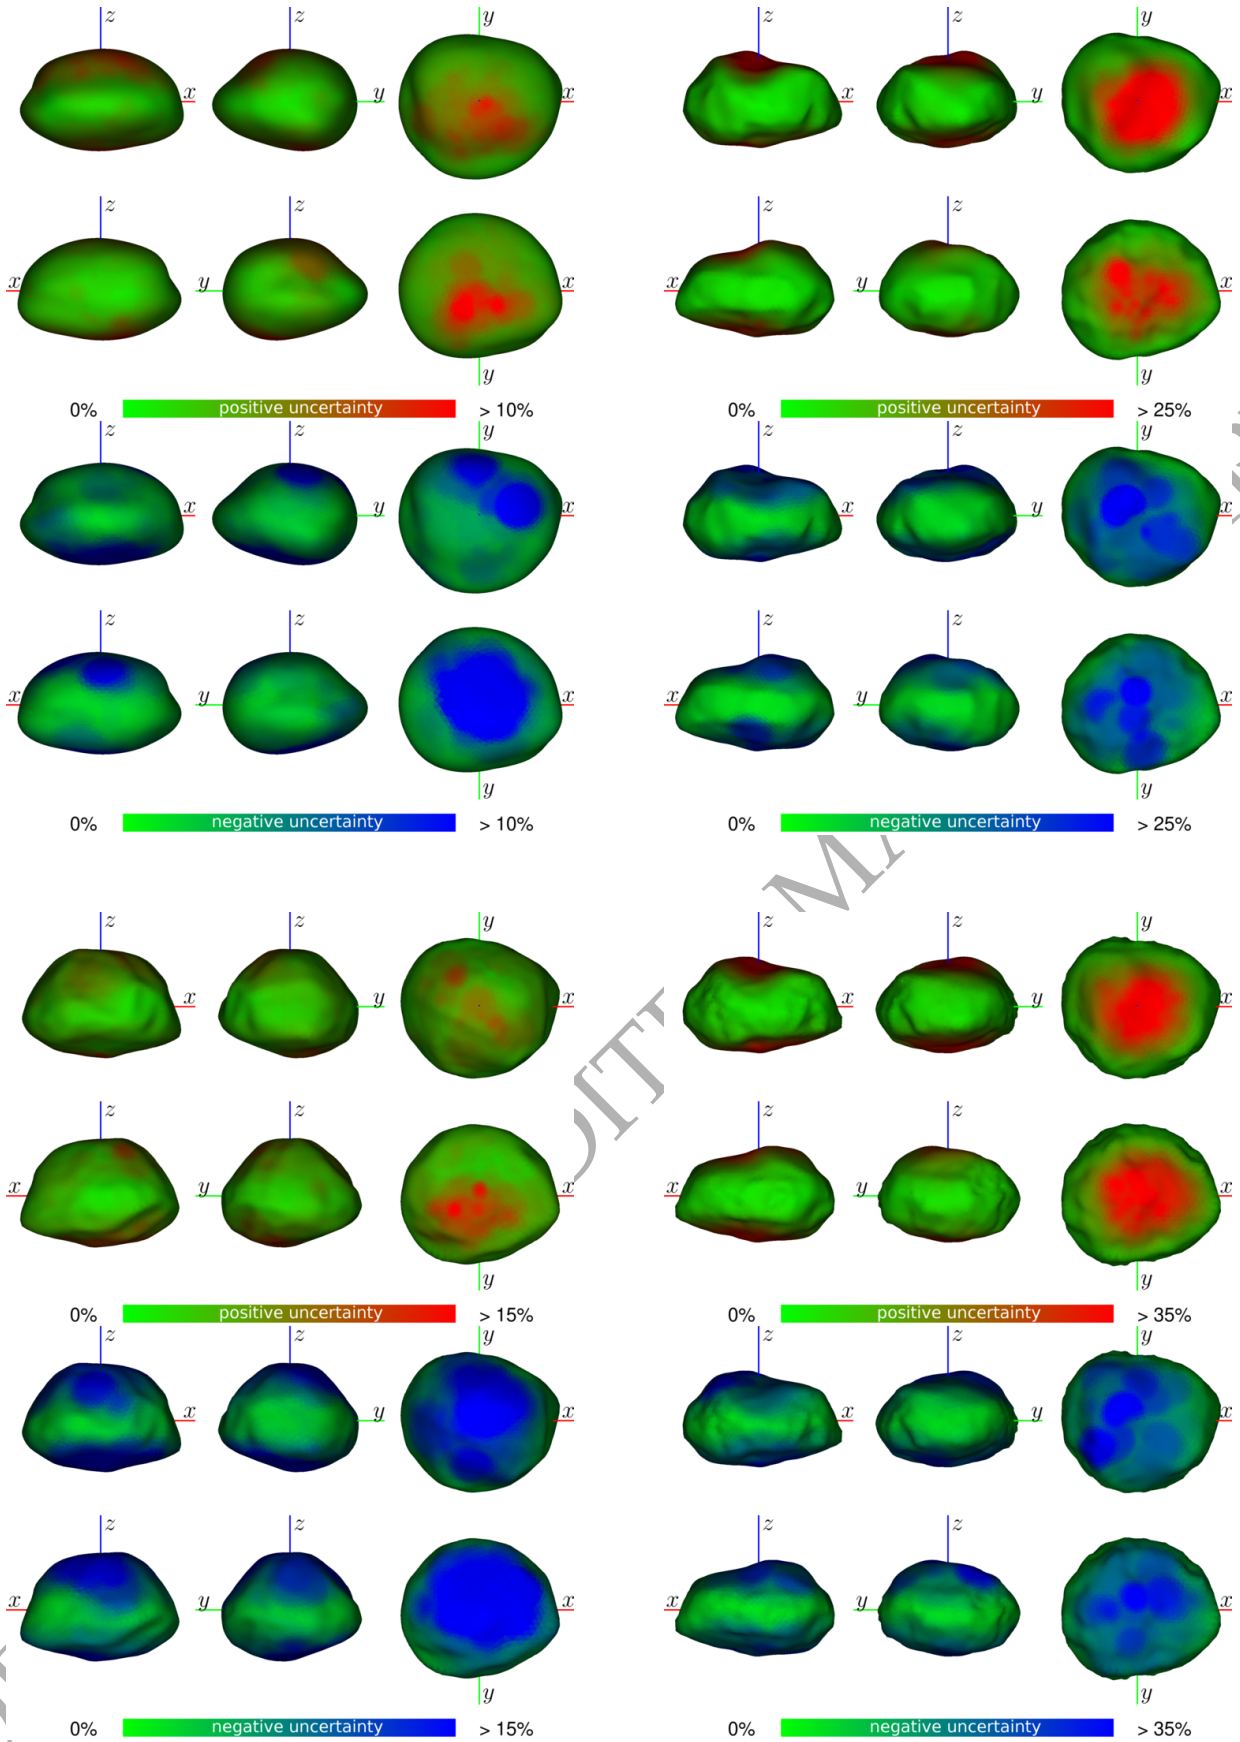 z z y z z y
x y x x y x
z z z z
x y x x y x
y y
0% positive uncertainty > 10% 0% positive uncertainty > 25%
z z y z z y
x y x x y x
z z z z
x y x x y x
y y
0% negative uncertainty > 10% 0% negative uncertainty > 25%
z z y z z y
x y x x y x
z z z z
x y x x y x
y y
0% positive uncertainty > 15% 0% positive uncertainty > 35%
z z y z z y
x y x x y x
z z z z
x y x x y x
y y
0% negative uncertainty > 15% 0% negative uncertainty > 35%